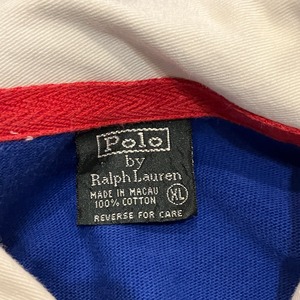 Polo
by
Ralph Lauren
MADE IN MACAU
100% COTTON
XL
REVERSE FOR CARE